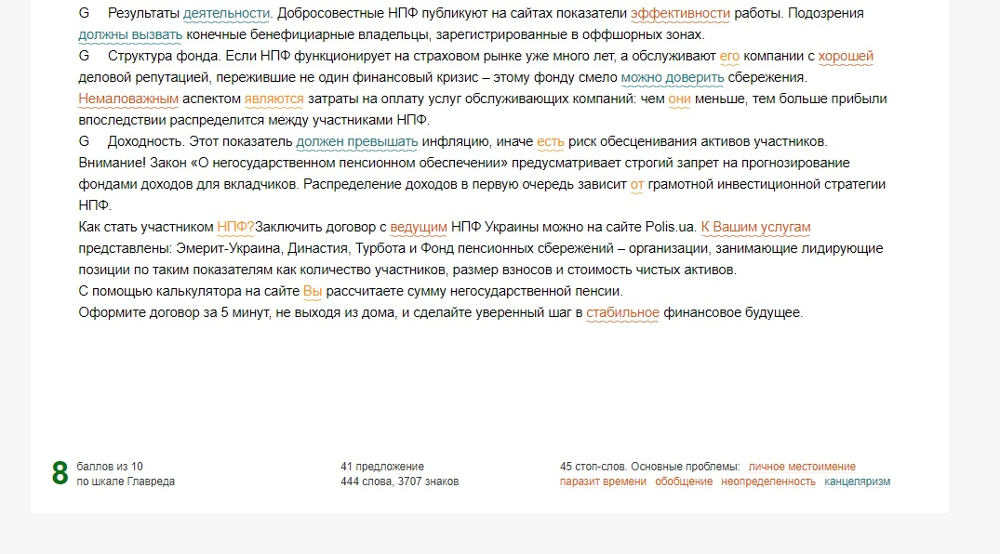 G Результаты деятельности. Добросовестные НПФ публикуют на сайтах показатели эффективности работы. Подозрения
должны вызвать конечные бенефициарные владельцы, зарегистрированные в оффшорных зонах.
G Структура фонда. Если НПФ функционирует на страховом рынке уже много лет, а обслуживают его компании с хорошей
деловой репутацией, пережившие не один финансовый кризис – этому фонду смело можно доверить сбережения.
Немаловажным аспектом являются затраты на оплату услуг обслуживающих компаний: чем они меньше, тем больше прибыли
впоследствии распределится между участниками НПФ.
G Доходность. Этот показатель должен превышать инфляцию, иначе есть риск обесценивания активов участников.
Внимание! Закон «О негосударственном пенсионном обеспечении» предусматривает строгий запрет на прогнозирование
фондами доходов для вкладчиков. Распределение доходов в первую очередь зависит от грамотной инвестиционной стратегии
НПФ.
Как стать участником НПФ?Заключить договор с ведущим НПФ Украины можно на сайте Polis.ua. К Вашим услугам
представлены: Эмерит-Украина, Династия, Турбота и Фонд пенсионных сбережений – организации, занимающие лидирующие
позиции по таким показателям как количество участников, размер взносов и стоимость чистых активов.
С помощью калькулятора на сайте Вы рассчитаете сумму негосударственной пенсии.
Оформите договор за 5 минут, не выходя из дома, и сделайте уверенный шаг в стабильное финансовое будущее.
8 баллов из 10
по шкале Главреда
41 предложение
444 слова, 3707 знаков
45 стоп-слов. Основные проблемы: личное местоимение
паразит времени обобщение неопределенность канцеляризм